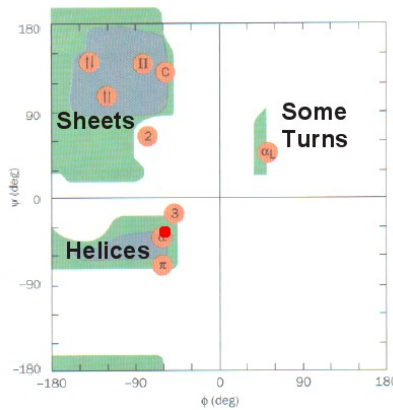 180
ψ (deg)
90
0
−90
−180
−180
−90
0
90
180
ϕ (deg)
II
C
2
Sheets
Some
Turns
αL
3
α
Helices
π